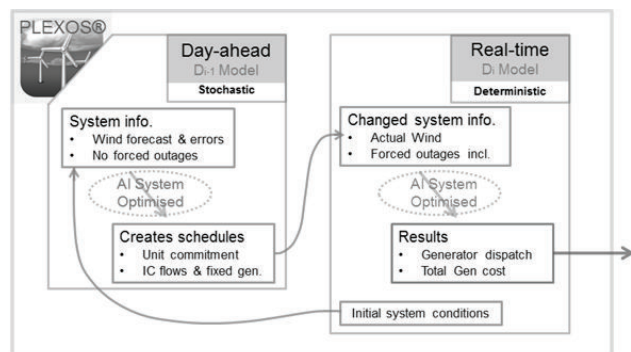 PLEXOS®
Day-ahead
Di-1 Model
Stochastic
System info.
• Wind forecast & errors
• No forced outages
AI System
Optimised
Creates schedules
• Unit commitment
• IC flows & fixed gen.
Real-time
Di Model
Deterministic
Changed system info.
• Actual Wind
• Forced outages incl.
AI System
Optimised
Results
• Generator dispatch
• Total Gen cost
Initial system conditions